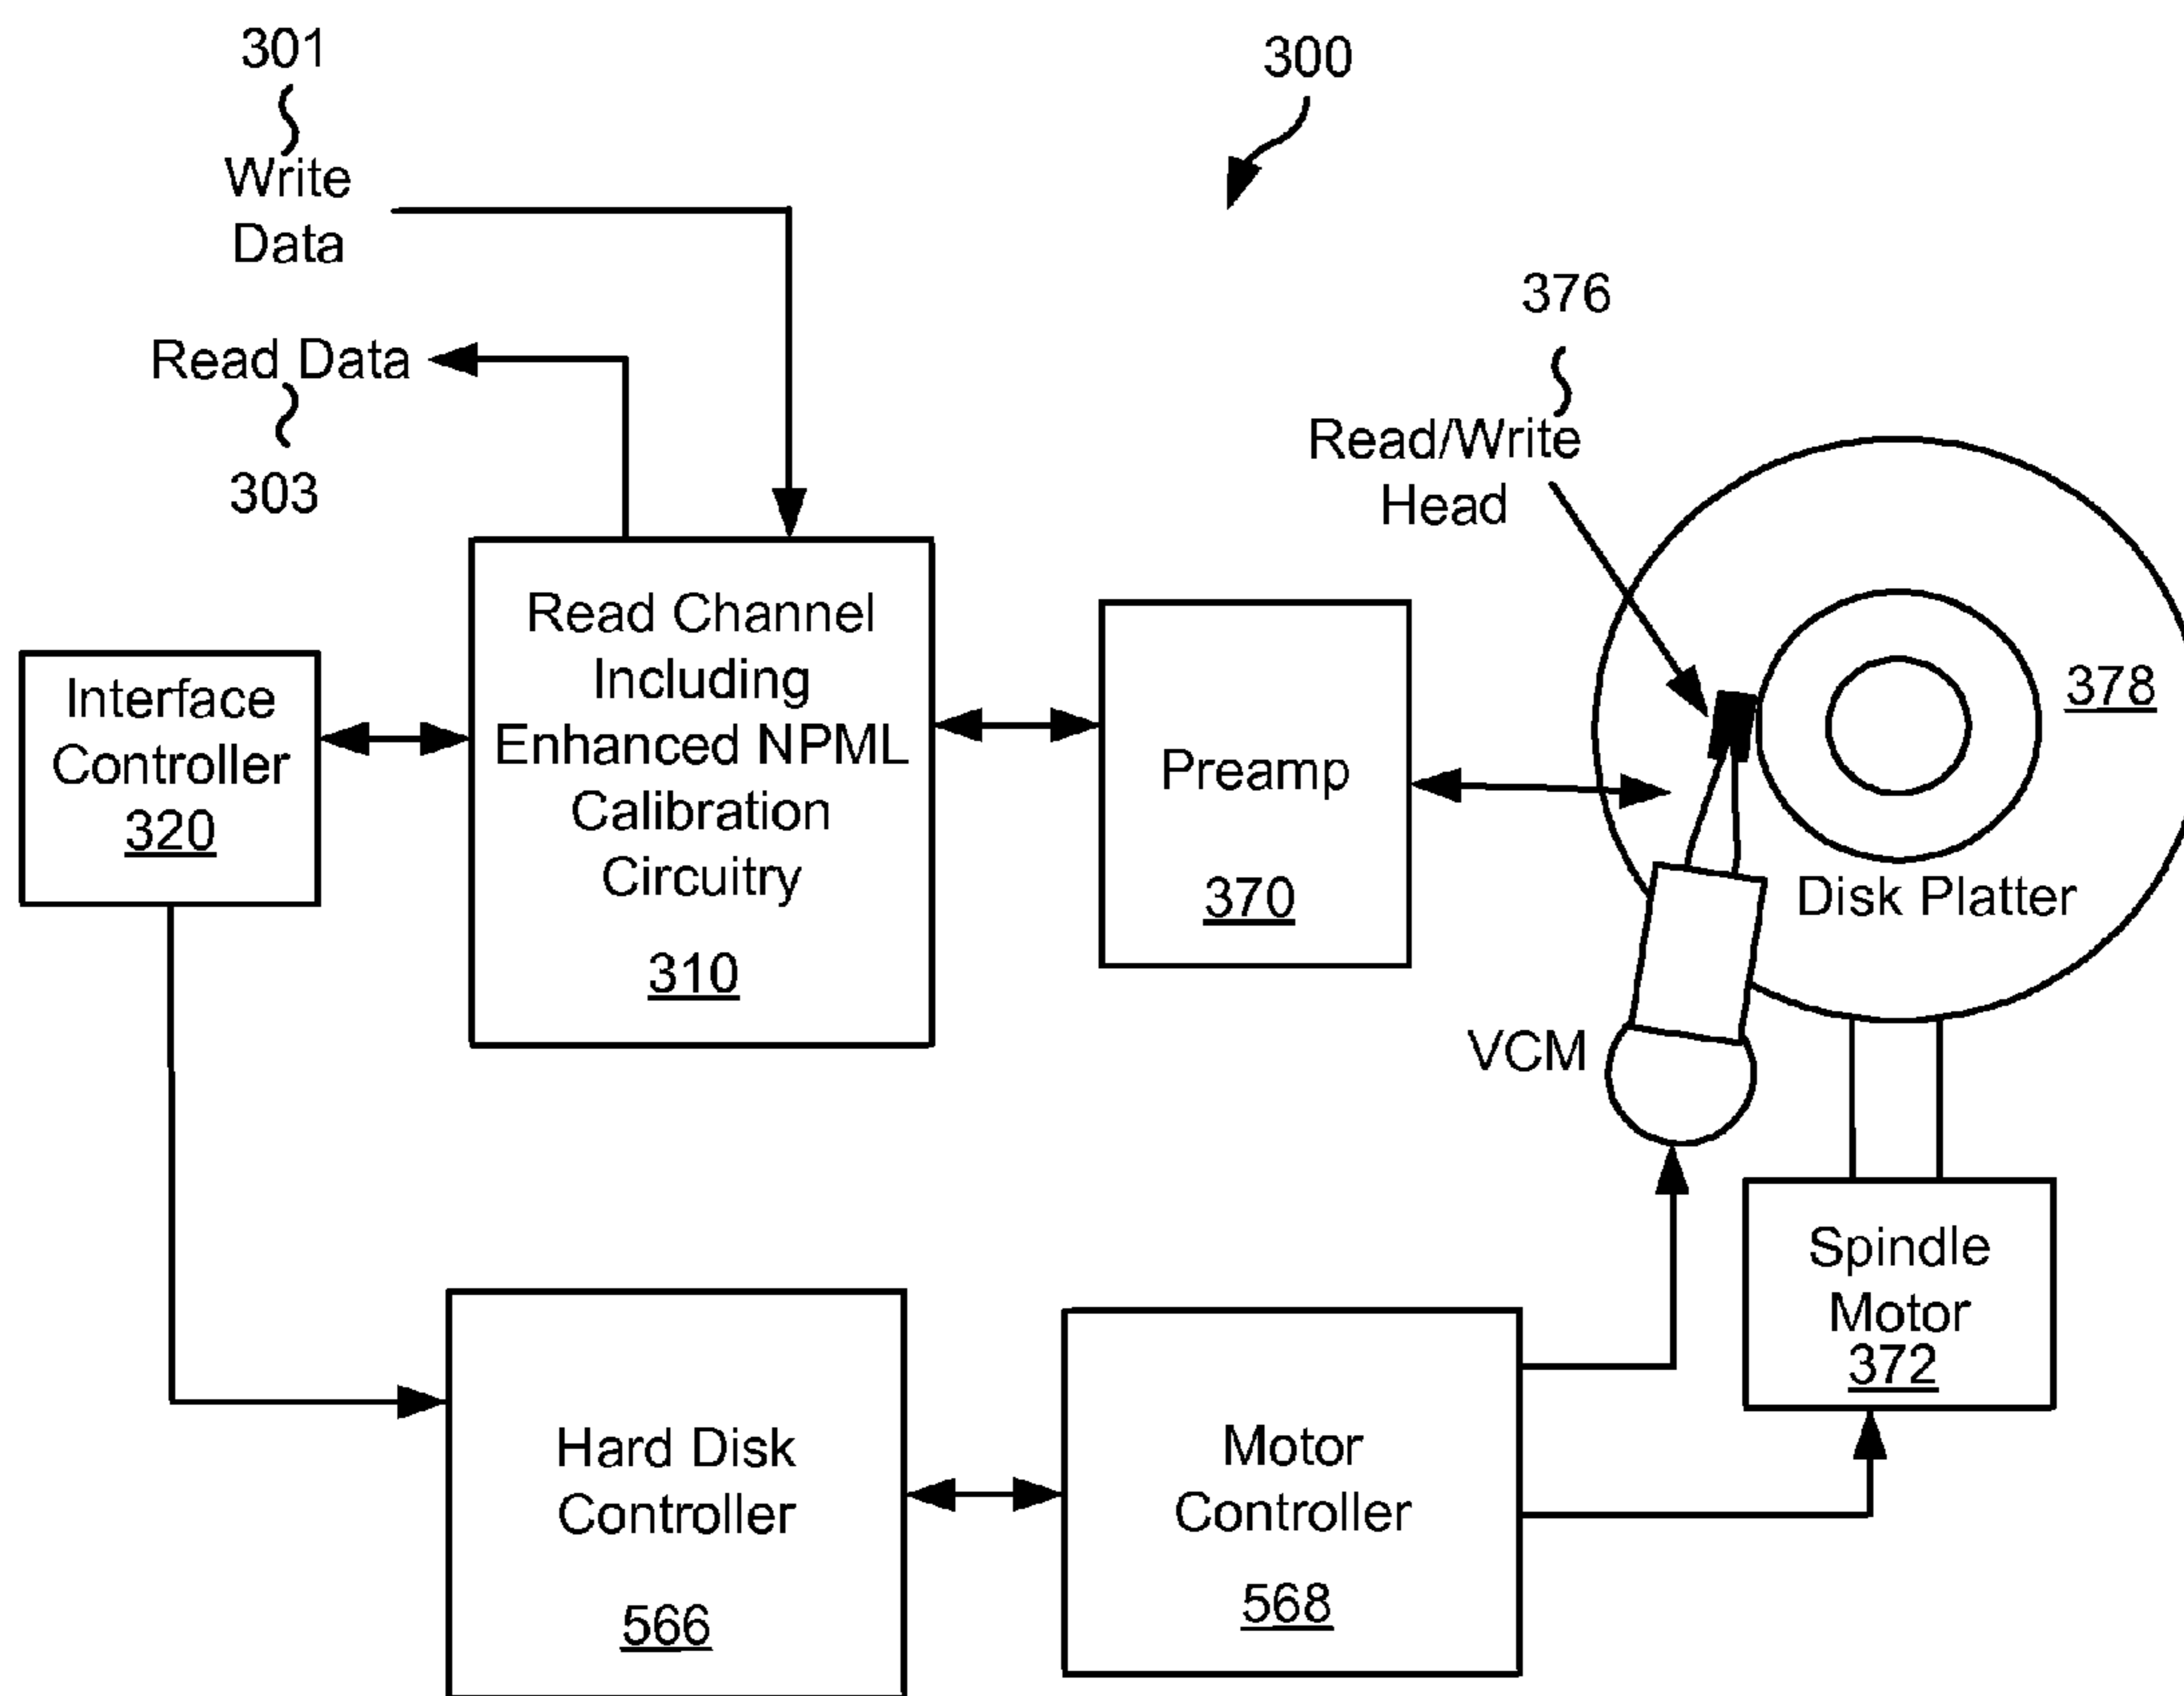 301
Write
Data
300
Read Data
303
376
Read/Write
Head
Read Channel
Including
Enhanced NPML
Calibration
Circuitry
310
Interface
Controller
320
Preamp
370
378
Disk Platter
VCM
Spindle
Motor
372
Hard Disk
Controller
566
Motor
Controller
568